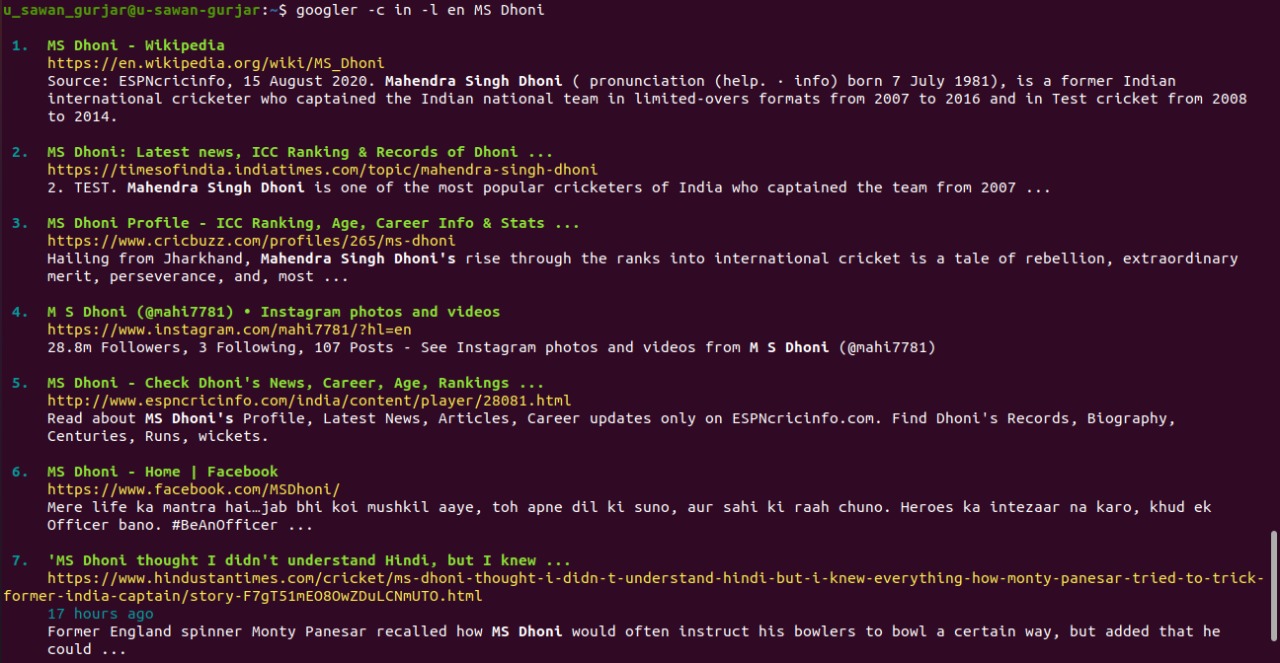 u_sawan_gurjar@u-sawan-gurjar:~$ googler -c in -l en MS Dhoni
1. MS Dhoni - Wikipedia
https://en.wikipedia.org/wiki/MS_Dhoni
Source: ESPNcricinfo, 15 August 2020. Mahendra Singh Dhoni ( pronunciation (help. · info) born 7 July 1981), is a former Indian
international cricketer who captained the Indian national team in limited-overs formats from 2007 to 2016 and in Test cricket from 2008
to 2014.
2. MS Dhoni: Latest news, ICC Ranking & Records of Dhoni ...
https://timesofindia.indiatimes.com/topic/mahendra-singh-dhoni
2. TEST. Mahendra Singh Dhoni is one of the most popular cricketers of India who captained the team from 2007 ...
3. MS Dhoni Profile - ICC Ranking, Age, Career Info & Stats ...
https://www.cricbuzz.com/profiles/265/ms-dhoni
Hailing from Jharkhand, Mahendra Singh Dhoni's rise through the ranks into international cricket is a tale of rebellion, extraordinary
merit, perseverance, and, most ...
4. M S Dhoni (@mahi7781) • Instagram photos and videos
https://www.instagram.com/mahi7781/?hl=en
28.8m Followers, 3 Following, 107 Posts - See Instagram photos and videos from M S Dhoni (@mahi7781)
5. MS Dhoni - Check Dhoni's News, Career, Age, Rankings ...
http://www.espncricinfo.com/india/content/player/28081.html
Read about MS Dhoni's Profile, Latest News, Articles, Career updates only on ESPNcricinfo.com. Find Dhoni's Records, Biography,
Centuries, Runs, wickets.
6. MS Dhoni - Home | Facebook
https://www.facebook.com/MSDhoni/
Mere life ka mantra hai…jab bhi koi mushkil aaye, toh apne dil ki suno, aur sahi ki raah chuno. Heroes ka intezaar na karo, khud ek
Officer bano. #BeAnOfficer ...
7. 'MS Dhoni thought I didn't understand Hindi, but I knew ...
https://www.hindustantimes.com/cricket/ms-dhoni-thought-i-didn-t-understand-hindi-but-i-knew-everything-how-monty-panesar-tried-to-trick-
former-india-captain/story-F7gT51mEO8OwZDuLCNmUTO.html
17 hours ago
Former England spinner Monty Panesar recalled how MS Dhoni would often instruct his bowlers to bowl a certain way, but added that he
could ...